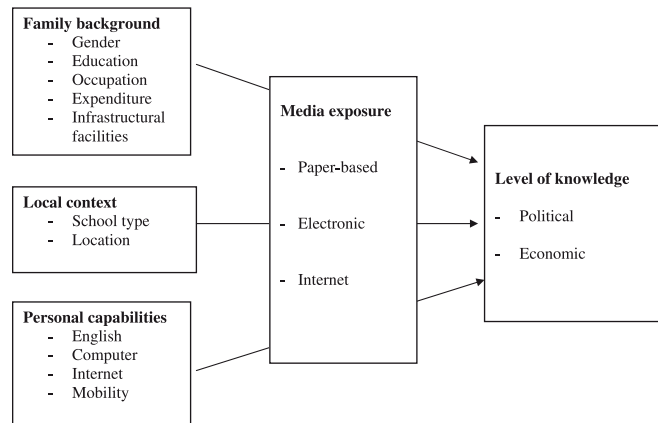 Family background
- Gender
- Education
- Occupation
- Expenditure
- Infrastructural
facilities
Local context
- School type
- Location
Personal capabilities
- English
- Computer
- Internet
- Mobility
Media exposure
- Paper-based
- Electronic
- Internet
Level of knowledge
- Political
- Economic